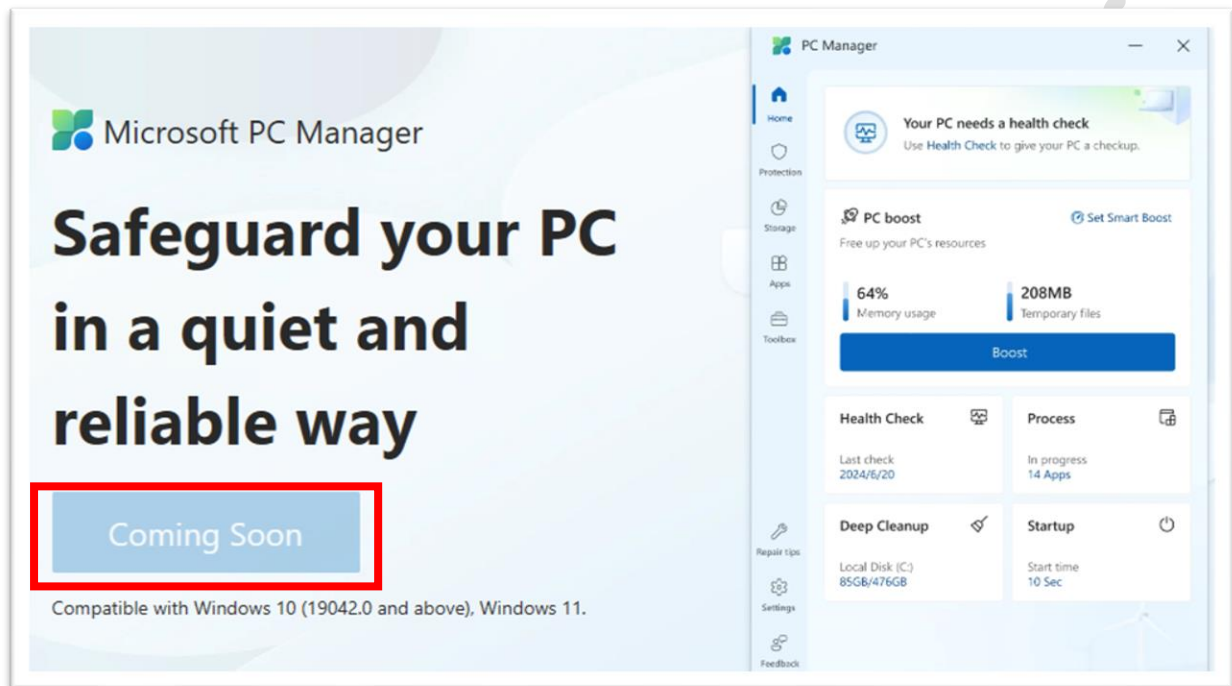 Microsoft PC Manager
Safeguard your PC
in a quiet and
reliable way
Coming Soon
Compatible with Windows 10 (19042.0 and above), Windows 11.
PC Manager
Home
Protection
Storage
Apps
Toolbox
Repair tips
Settings
Feedback
Your PC needs a health check
Use Health Check to give your PC a checkup.
PC boost
Set Smart Boost
Free up your PC's resources
64%
Memory usage
208MB
Temporary files
Boost
Health Check
Last check
2024/6/20
Process
In progress
14 Apps
Deep Cleanup
Local Disk (C:)
85GB/476GB
Startup
Start time
10 Sec